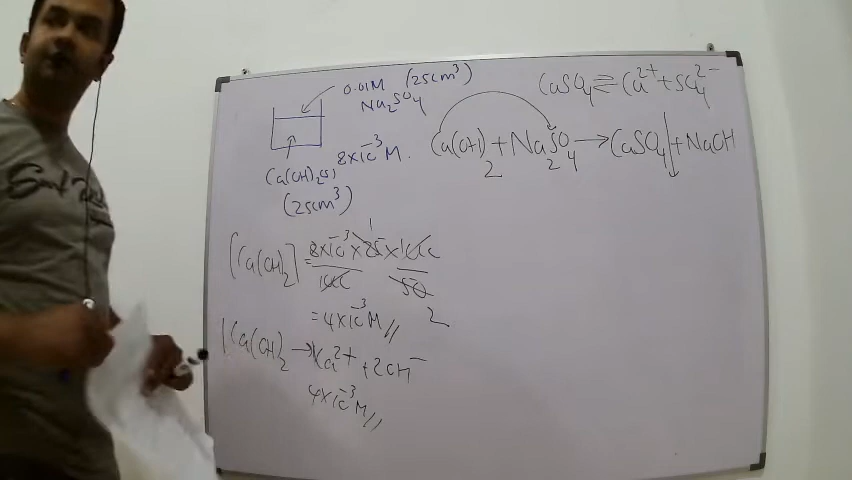 0.01M (25cm³)
Na₂SO₄
8×10⁻³M.
Ca(OH)₂(s)
(25cm³)
CaSO₄⇌Ca²⁺+SO₄²⁻
Ca(OH)₂+Na₂SO₄→CaSO₄↓+NaOH
[Ca(OH)₂]=8×10⁻³×25×1000
1
1000 50
=4×10⁻³M// 2
Ca(OH)₂→Ca²⁺+2OH⁻
4×10⁻³M//